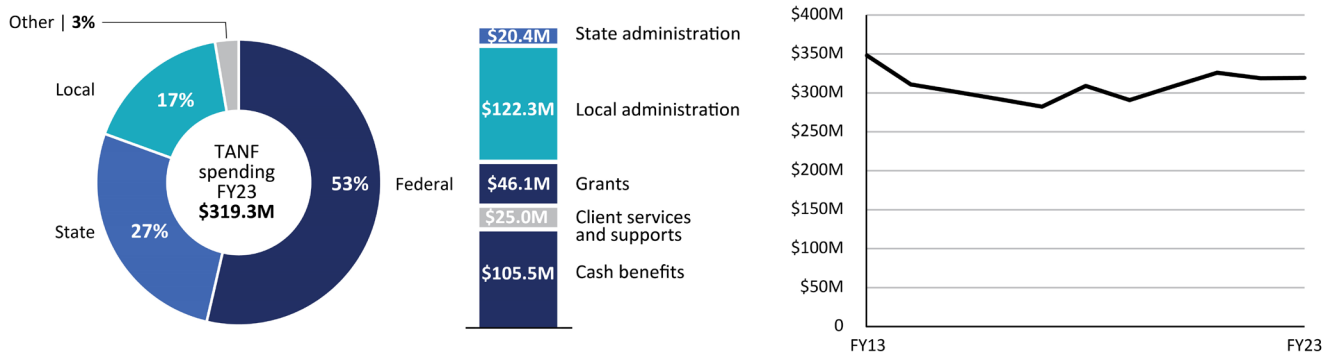 Other | 3%
Local
17%
TANF
spending
FY23
$319.3M
53%
Federal
State
27%
$20.4M
State administration
$122.3M
Local administration
$46.1M
Grants
$25.0M
Client services
and supports
$105.5M
Cash benefits
$400M
$350M
$300M
$250M
$200M
$150M
$100M
$50M
0
FY13
FY23